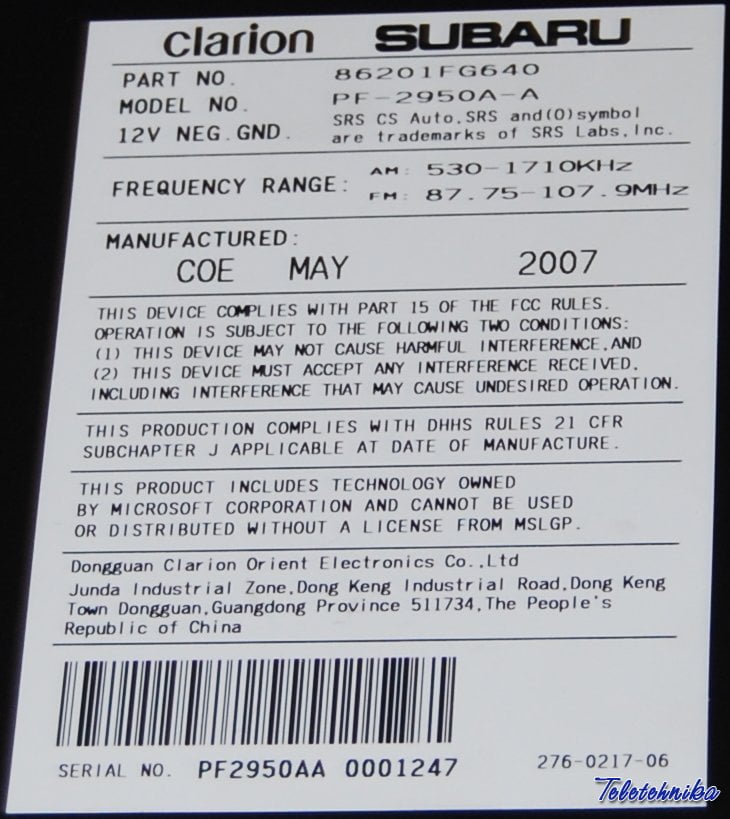 clarion SUBARU
PART NO. 86201FG640
MODEL NO. PF-2950A-A
12V NEG.GND. SRS CS Auto,SRS and(O)symbol
are trademarks of SRS Labs,Inc.
FREQUENCY RANGE: AM: 530-1710KHz
FM: 87.75-107.9MHz
MANUFACTURED:
COE MAY 2007
THIS DEVICE COMPLIES WITH PART 15 OF THE FCC RULES.
OPERATION IS SUBJECT TO THE FOLLOWING TWO CONDITIONS:
(1) THIS DEVICE MAY NOT CAUSE HARMFUL INTERFERENCE,AND
(2) THIS DEVICE MUST ACCEPT ANY INTERFERENCE RECEIVED,
INCLUDING INTERFERENCE THAT MAY CAUSE UNDESIRED OPERATION.
THIS PRODUCTION COMPLIES WITH DHHS RULES 21 CFR
SUBCHAPTER J APPLICABLE AT DATE OF MANUFACTURE.
THIS PRODUCT INCLUDES TECHNOLOGY OWNED
BY MICROSOFT CORPORATION AND CANNOT BE USED
OR DISTRIBUTED WITHOUT A LICENSE FROM MSLGP.
Dongguan Clarion Orient Electronics Co.,Ltd
Junda Industrial Zone,Dong Keng Industrial Road,Dong Keng
Town Dongguan,Guangdong Province 511734,The People's
Republic of China
SERIAL NO. PF2950AA 0001247
276-0217-06
Teletehnika